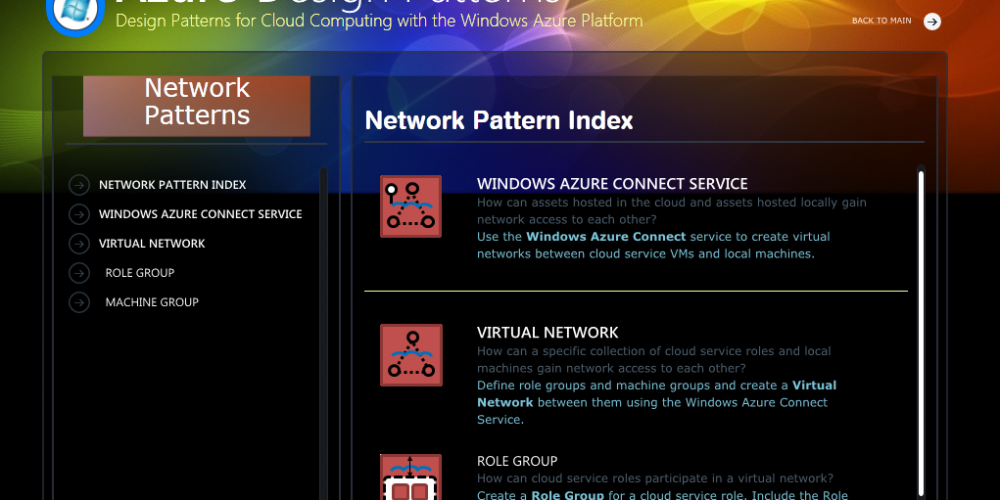 Azure Design Patterns
Design Patterns for Cloud Computing with the Windows Azure Platform
BACK TO MAIN
Network
Patterns
NETWORK PATTERN INDEX
WINDOWS AZURE CONNECT SERVICE
VIRTUAL NETWORK
ROLE GROUP
MACHINE GROUP
Network Pattern Index
WINDOWS AZURE CONNECT SERVICE
How can assets hosted in the cloud and assets hosted locally gain
network access to each other?
Use the Windows Azure Connect service to create virtual
networks between cloud service VMs and local machines.
VIRTUAL NETWORK
How can a specific collection of cloud service roles and local
machines gain network access to each other?
Define role groups and machine groups and create a Virtual
Network between them using the Windows Azure Connect
Service.
ROLE GROUP
How can cloud service roles participate in a virtual network?
Create a Role Group for a cloud service role. Include the Role